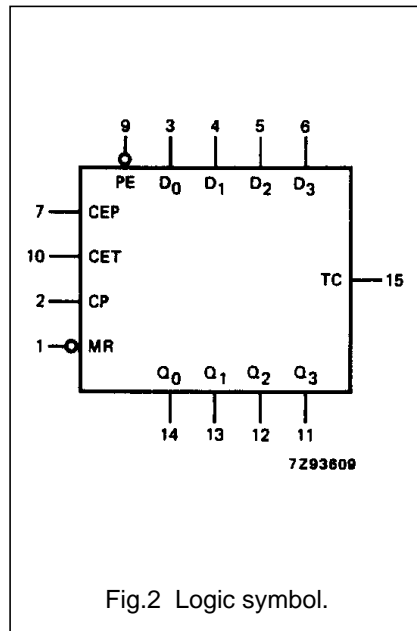 9 3 4 5 6
PE D0 D1 D2 D3
7 CEP
10 CET
TC 15
2 CP
1 MR
Q0 Q1 Q2 Q3
14 13 12 11
7Z93609
Fig.2 Logic symbol.